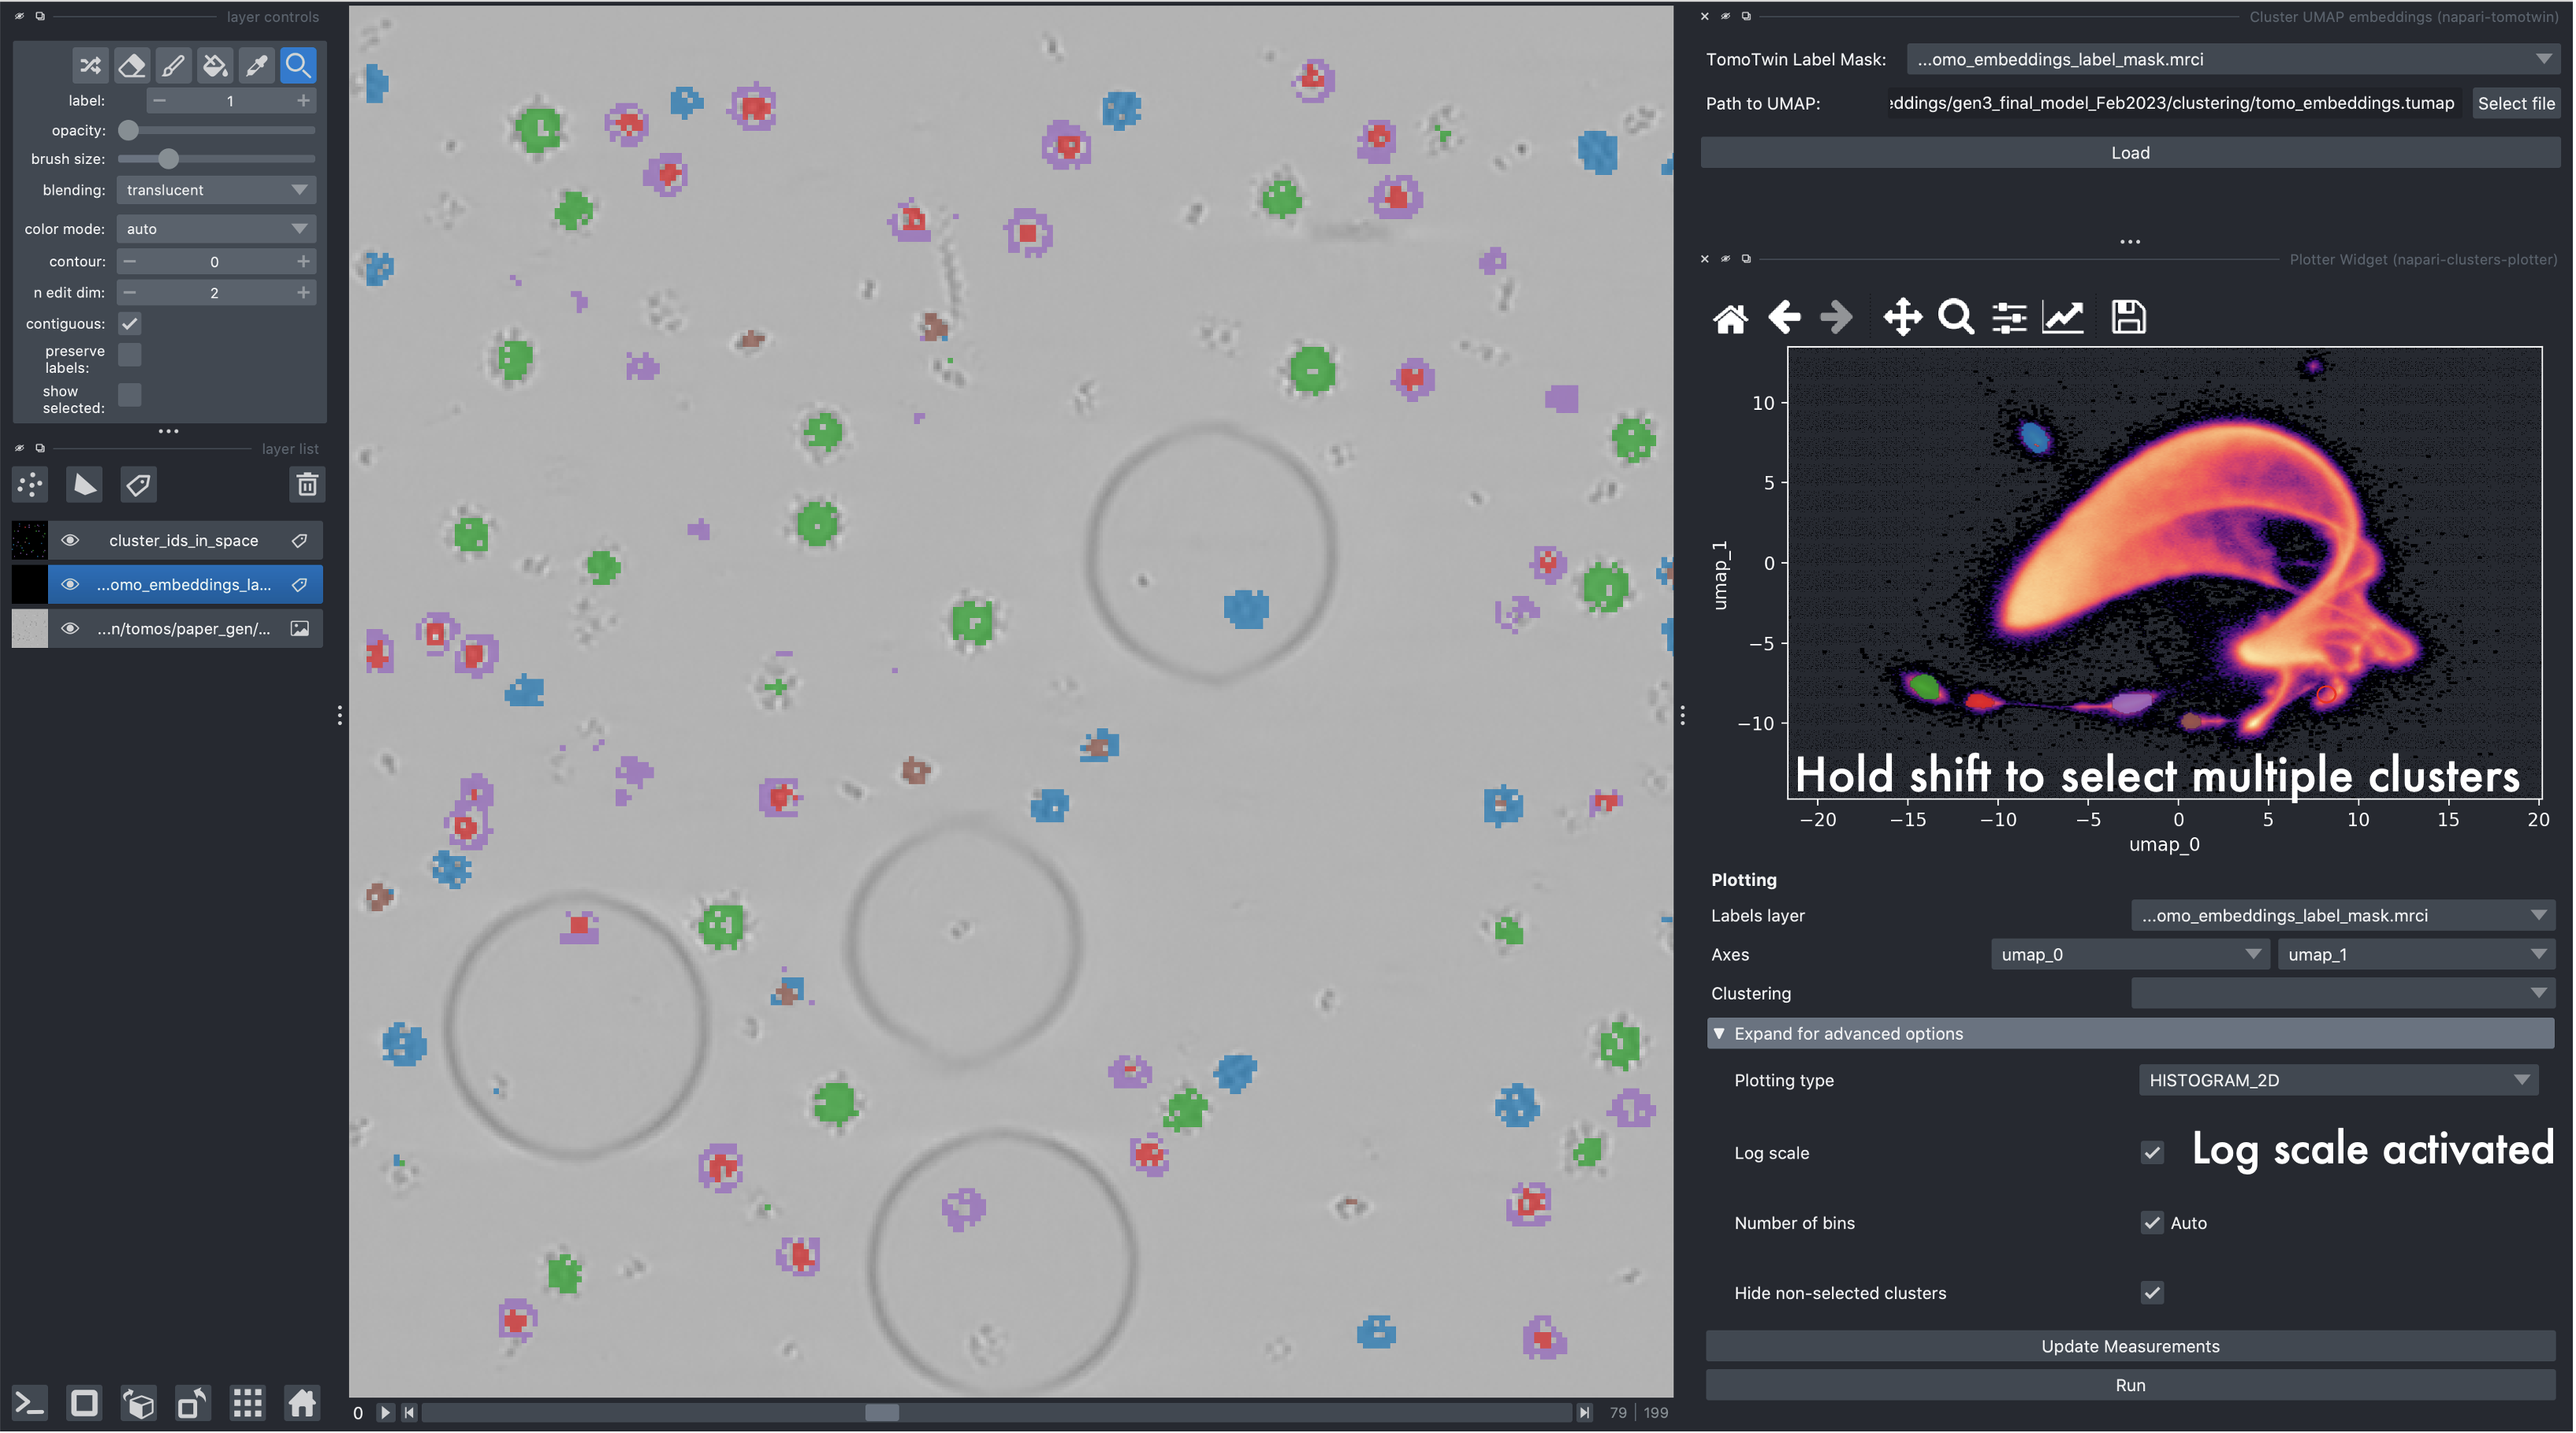 layer controls
label: 1
opacity:
brush size:
blending: translucent
color mode: auto
contour: 0
n edit dim: 2
contiguous:
preserve
labels:
show
selected:
layer list
cluster_ids_in_space
...omo_embeddings_la...
...n/tomos/paper_gen/...
0
79 | 199
Cluster UMAP embeddings (napari-tomotwin)
TomoTwin Label Mask: ...omo_embeddings_label_mask.mrci
Path to UMAP: eddings/gen3_final_model_Feb2023/clustering/tomo_embeddings.tumap Select file
Load
Plotter Widget (napari-clusters-plotter)
10
5
0
−5
−10
umap_1
Hold shift to select multiple clusters
−20 −15 −10 −5 0 5 10 15 20
umap_0
Plotting
Labels layer ...omo_embeddings_label_mask.mrci
Axes umap_0 umap_1
Clustering
Expand for advanced options
Plotting type HISTOGRAM_2D
Log scale Log scale activated
Number of bins Auto
Hide non-selected clusters
Update Measurements
Run